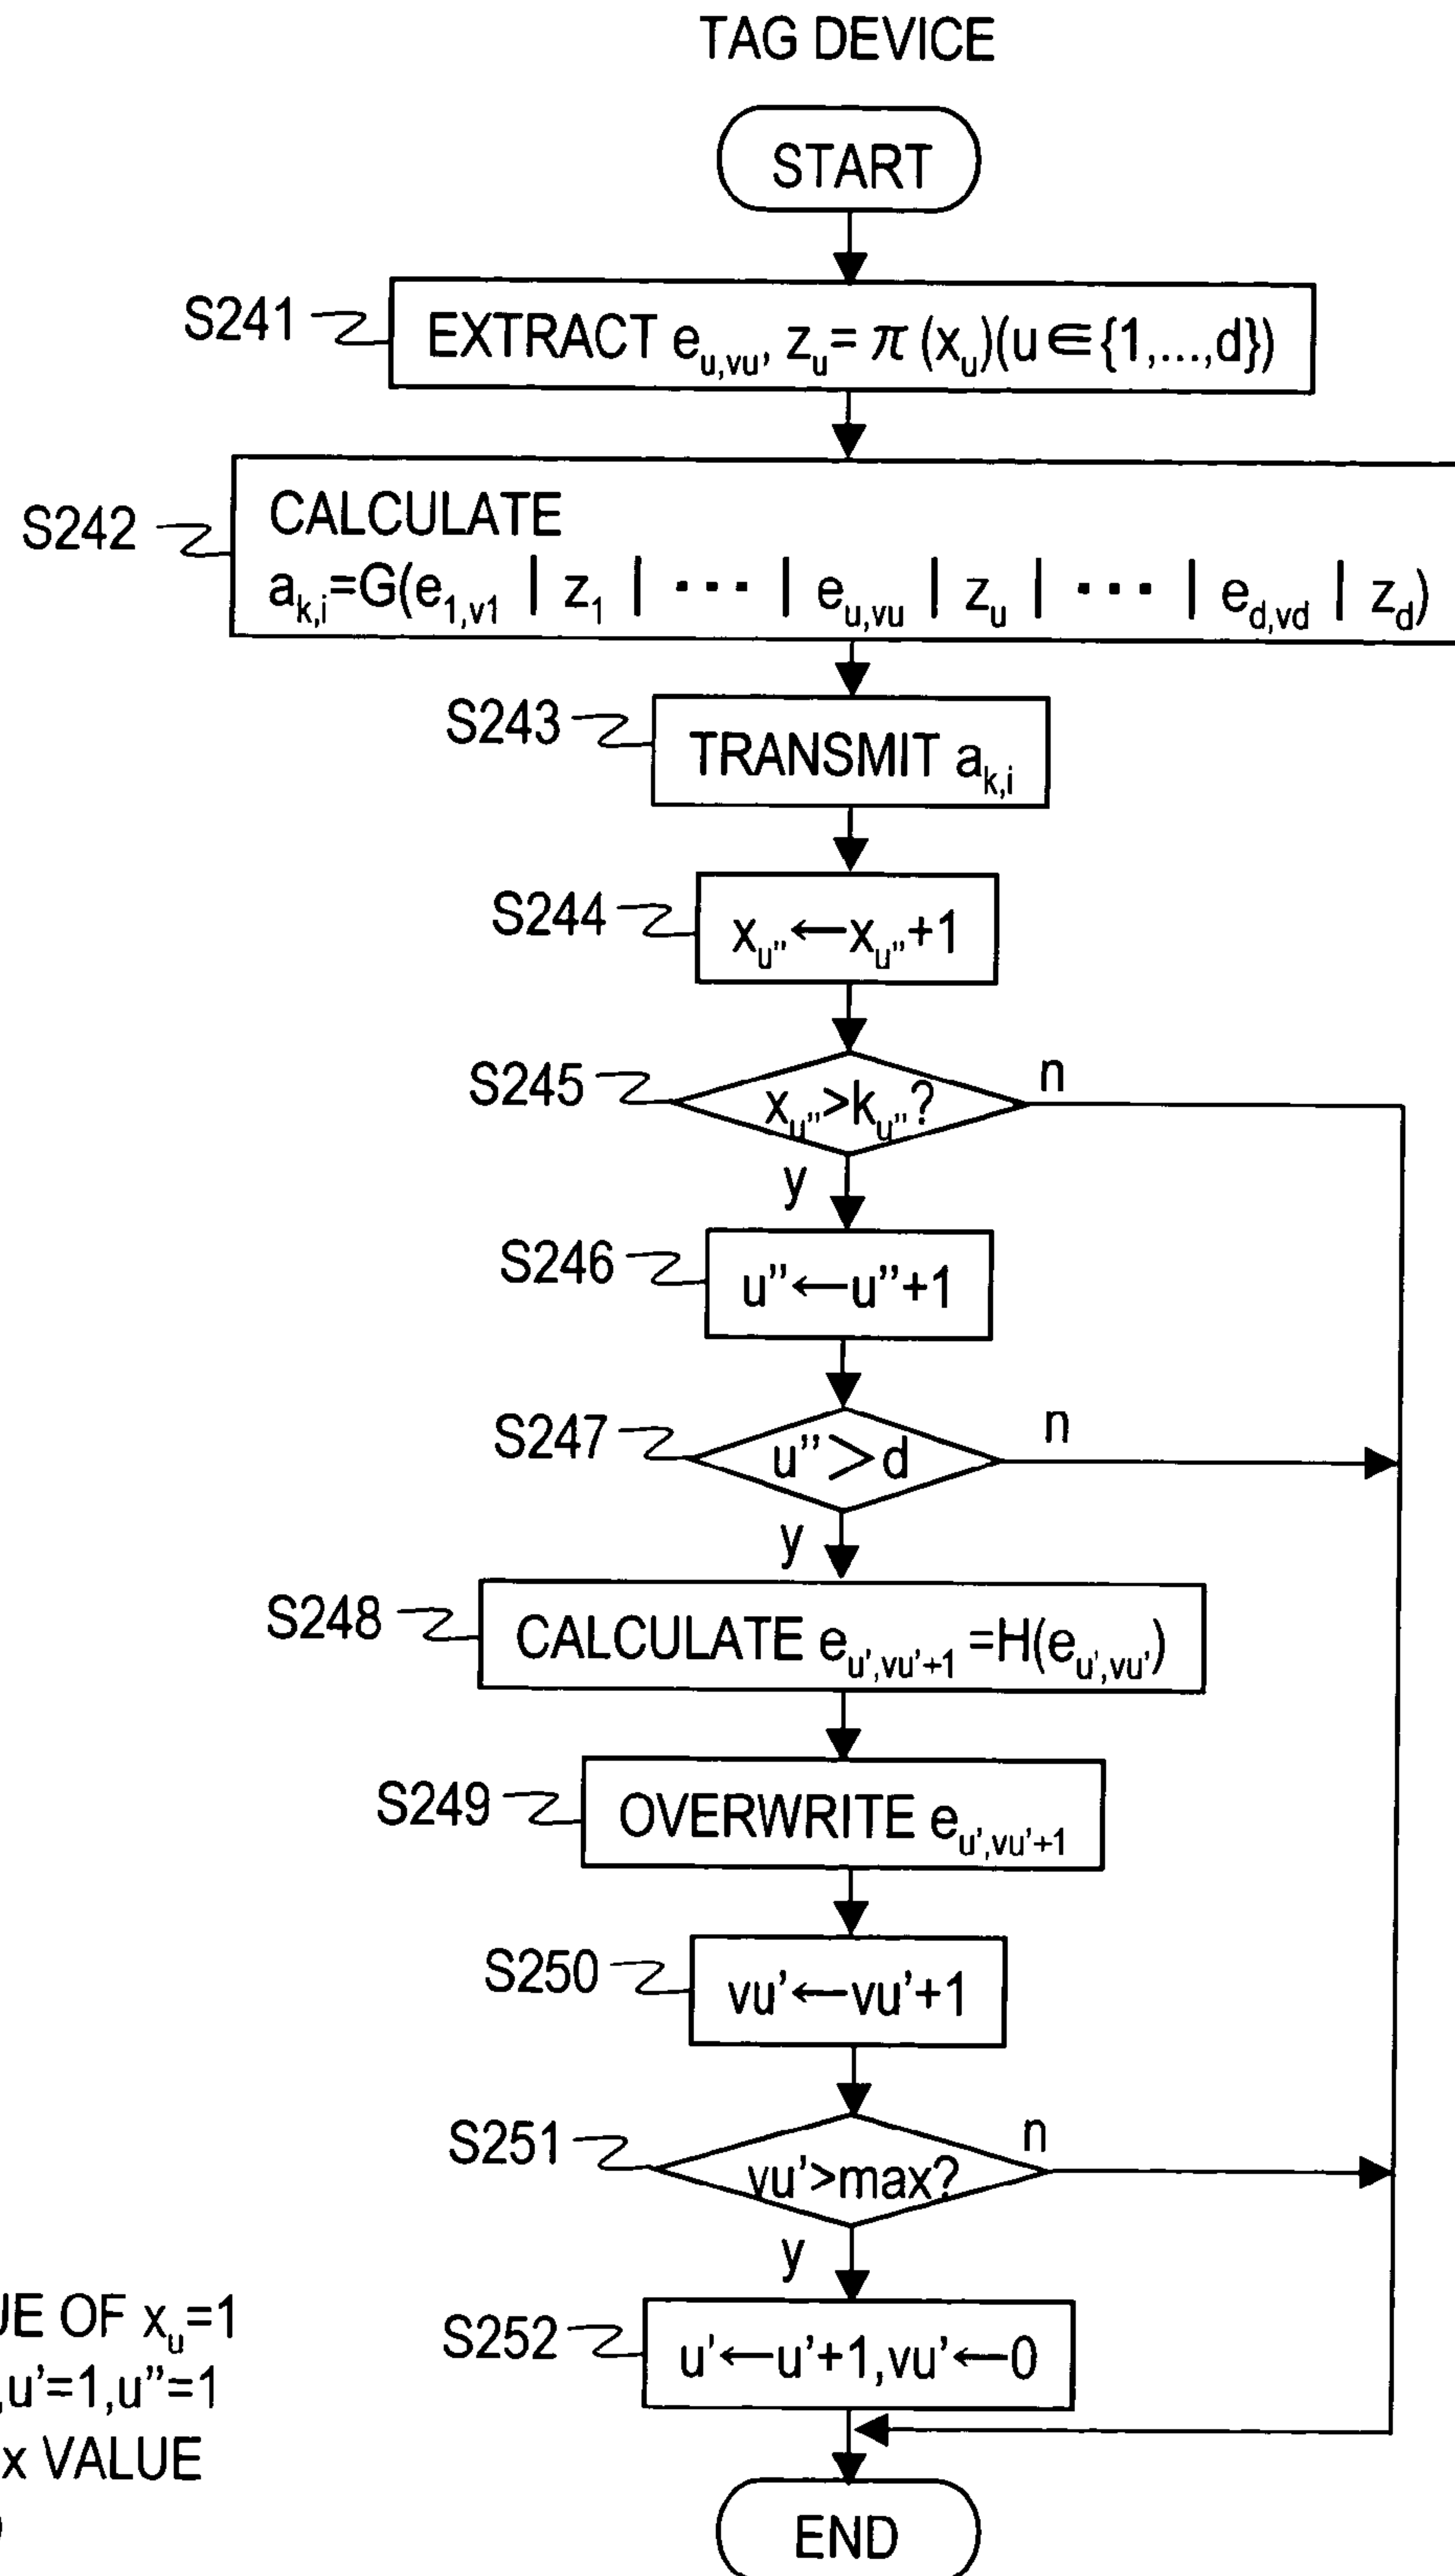 TAG DEVICE
START
S241
EXTRACT e_{u,vu}, z_u = π (x_u)(u∈{1,...,d})
S242
CALCULATE
a_{k,i}=G(e_{1,v1} | z_1 | ··· | e_{u,vu} | z_u | ··· | e_{d,vd} | z_d)
S243
TRANSMIT a_{k,i}
S244
x_{u"}←x_{u"}+1
S245
x_{u"}>k_{u"}?
n
y
S246
u"←u"+1
S247
u">d
n
y
S248
CALCULATE e_{u',vu'+1} =H(e_{u',vu'})
S249
OVERWRITE e_{u',vu'+1}
S250
vu'←vu'+1
S251
vu'>max?
n
y
S252
u'←u'+1,vu'←0
OF x_u=1
,u'=1,u"=1
x VALUE
END